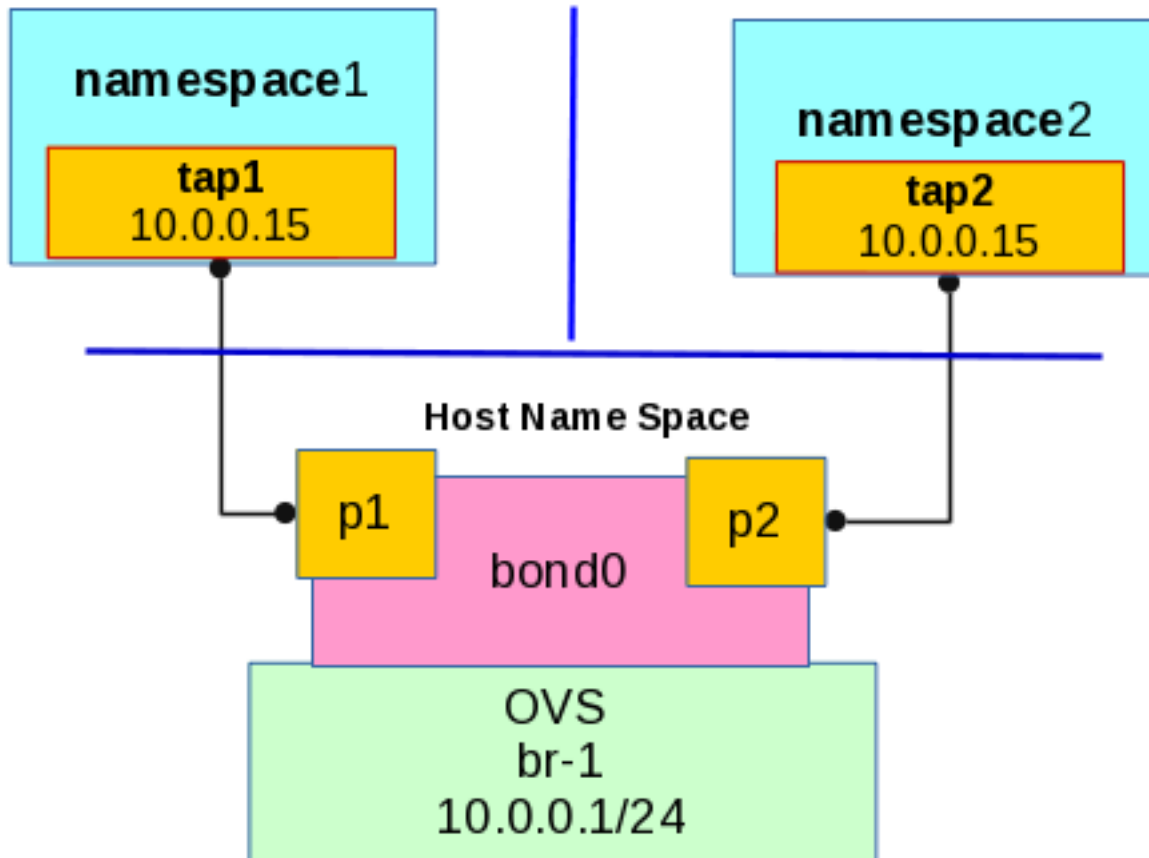 namespace1
tap1
10.0.0.15
namespace2
tap2
10.0.0.15
Host Name Space
p1
p2
bond0
OVS
br-1
10.0.0.1/24